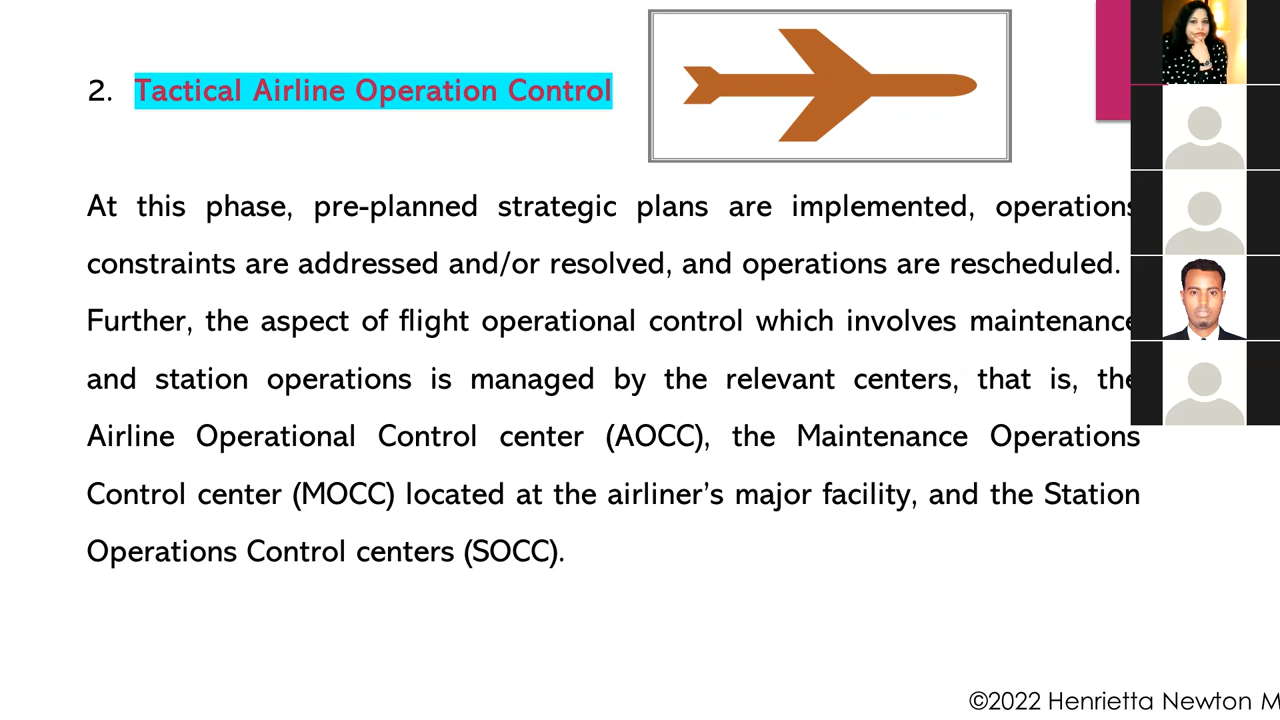 2. Tactical Airline Operation Control
At this phase, pre-planned strategic plans are implemented, operations
constraints are addressed and/or resolved, and operations are rescheduled.
Further, the aspect of flight operational control which involves maintenance
and station operations is managed by the relevant centers, that is, the
Airline Operational Control center (AOCC), the Maintenance Operations
Control center (MOCC) located at the airliner’s major facility, and the Station
Operations Control centers (SOCC).
©2022 Henrietta Newton M